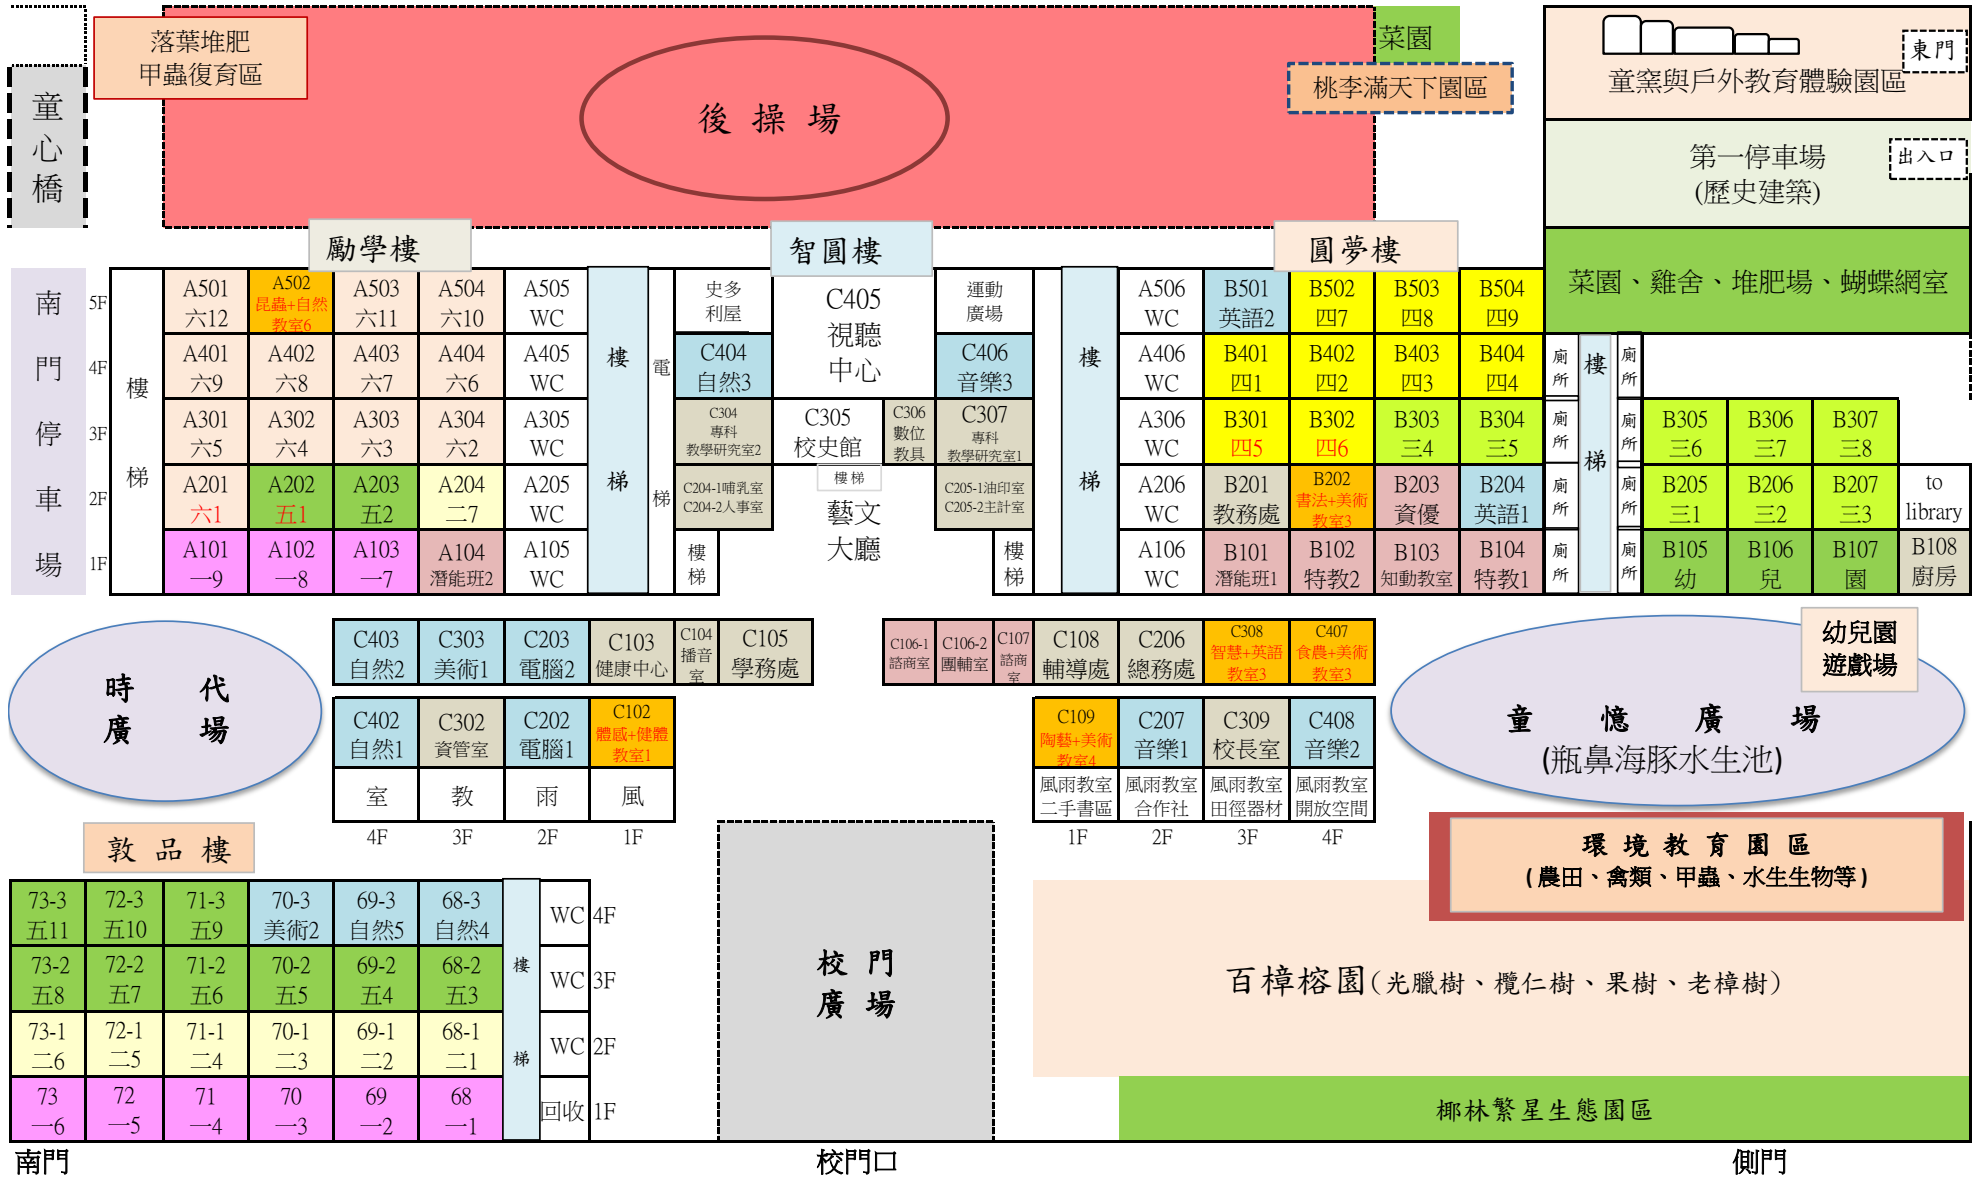 落葉堆肥
甲蟲復育區
童
心
橋
後 操 場
菜園
桃李滿天下園區
東門
童窯與戶外教育體驗園區
第一停車場
(歷史建築)
出入口
菜園、雞舍、堆肥場、蝴蝶網室
勵學樓
智圓樓
圓夢樓
南
門
停
車
場
5F
4F
3F
2F
1F
樓
梯
A501
六12
A502
昆蟲+自然
教室6
A503
六11
A504
六10
A505
WC
A401
六9
A402
六8
A403
六7
A404
六6
A405
WC
A301
六5
A302
六4
A303
六3
A304
六2
A305
WC
A201
六1
A202
五1
A203
五2
A204
二7
A205
WC
A101
一9
A102
一8
A103
一7
A104
潛能班2
A105
WC
樓
梯
電
梯
史多
利屋
C405
視聽
中心
運動
廣場
C404
自然3
C406
音樂3
C304
專科
教學研究室2
C305
校史館
C306
數位
教具
C307
專科
教學研究室1
C204-1哺乳室
C204-2人事室
樓梯
藝文
大廳
C205-1油印室
C205-2主計室
樓
梯
樓
梯
樓
梯
A506
WC
B501
英語2
B502
四7
B503
四8
B504
四9
A406
WC
B401
四1
B402
四2
B403
四3
B404
四4
A306
WC
B301
四5
B302
四6
B303
三4
B304
三5
A206
WC
B201
教務處
B202
書法+美術
教室3
B203
資優
B204
英語1
A106
WC
B101
潛能班1
B102
特教2
B103
知動教室
B104
特教1
廁
所
廁
所
廁
所
廁
所
樓
梯
廁
所
廁
所
廁
所
廁
所
B305
三6
B306
三7
B307
三8
B205
三1
B206
三2
B207
三3
to
library
B105
幼
B106
兒
B107
園
B108
廚房
時 代
廣 場
C403
自然2
C303
美術1
C203
電腦2
C103
健康中心
C104
播音
室
C105
學務處
C106-1
諮商室
C106-2
團輔室
C107
諮商
室
C108
輔導處
C206
總務處
C308
智慧+英語
教室3
C407
食農+美術
教室3
C402
自然1
C302
資管室
C202
電腦1
C102
體感+健體
教室1
室
教
雨
風
4F
3F
2F
1F
C109
陶藝+美術
教室4
C207
音樂1
C309
校長室
C408
音樂2
風雨教室
二手書區
風雨教室
合作社
風雨教室
田徑器材
風雨教室
開放空間
1F
2F
3F
4F
幼兒園
遊戲場
童 憶 廣 場
(瓶鼻海豚水生池)
環 境 教 育 園 區
(農田、禽類、甲蟲、水生生物等)
敦 品 樓
73-3
五11
72-3
五10
71-3
五9
70-3
美術2
69-3
自然5
68-3
自然4
WC
4F
73-2
五8
72-2
五7
71-2
五6
70-2
五5
69-2
五4
68-2
五3
WC
3F
73-1
二6
72-1
二5
71-1
二4
70-1
二3
69-1
二2
68-1
二1
WC
2F
73
一6
72
一5
71
一4
70
一3
69
一2
68
一1
回收
1F
樓
梯
校 門
廣 場
百樟榕園(光臘樹、欖仁樹、果樹、老樟樹)
椰林繁星生態園區
南門
校門口
側門